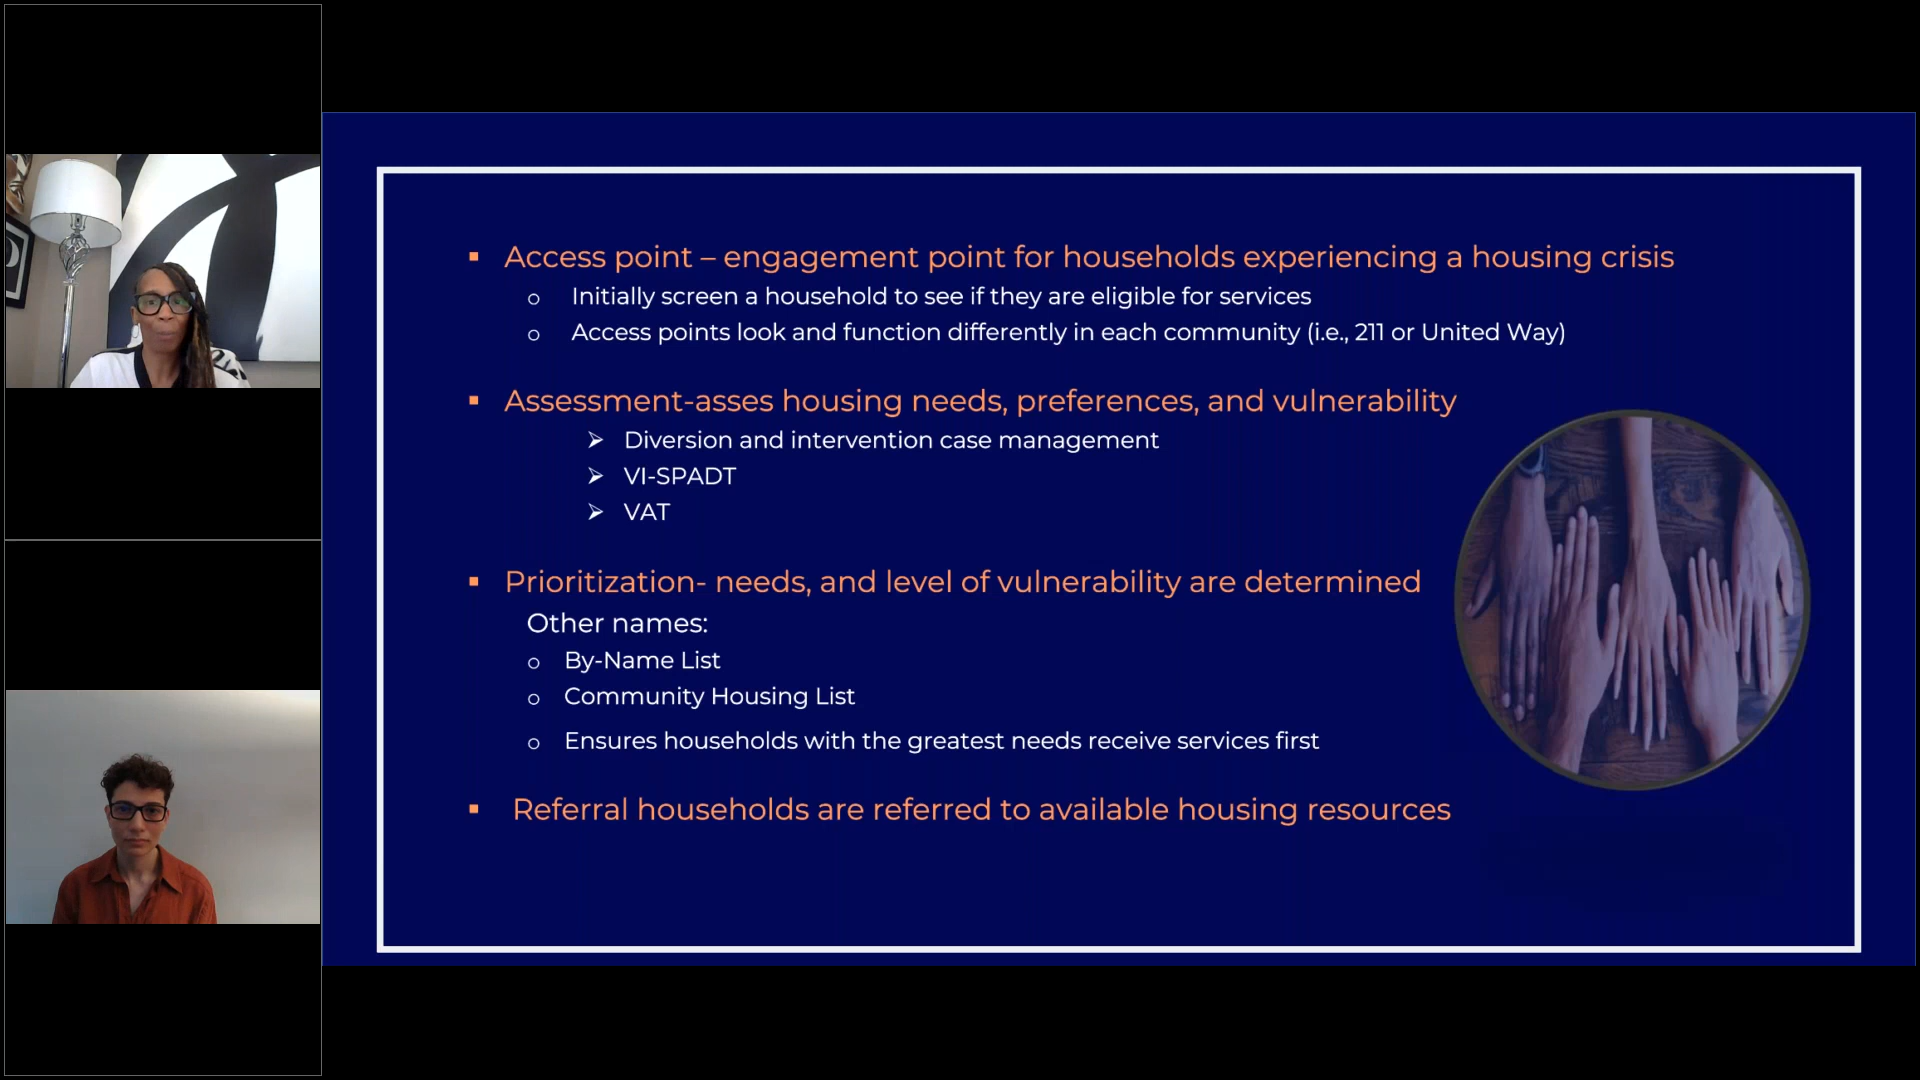 Access point – engagement point for households experiencing a housing crisis
Initially screen a household to see if they are eligible for services
Access points look and function differently in each community (i.e., 211 or United Way)
Assessment-asses housing needs, preferences, and vulnerability
Diversion and intervention case management
VI-SPADT
VAT
Prioritization- needs, and level of vulnerability are determined
Other names:
By-Name List
Community Housing List
Ensures households with the greatest needs receive services first
Referral households are referred to available housing resources